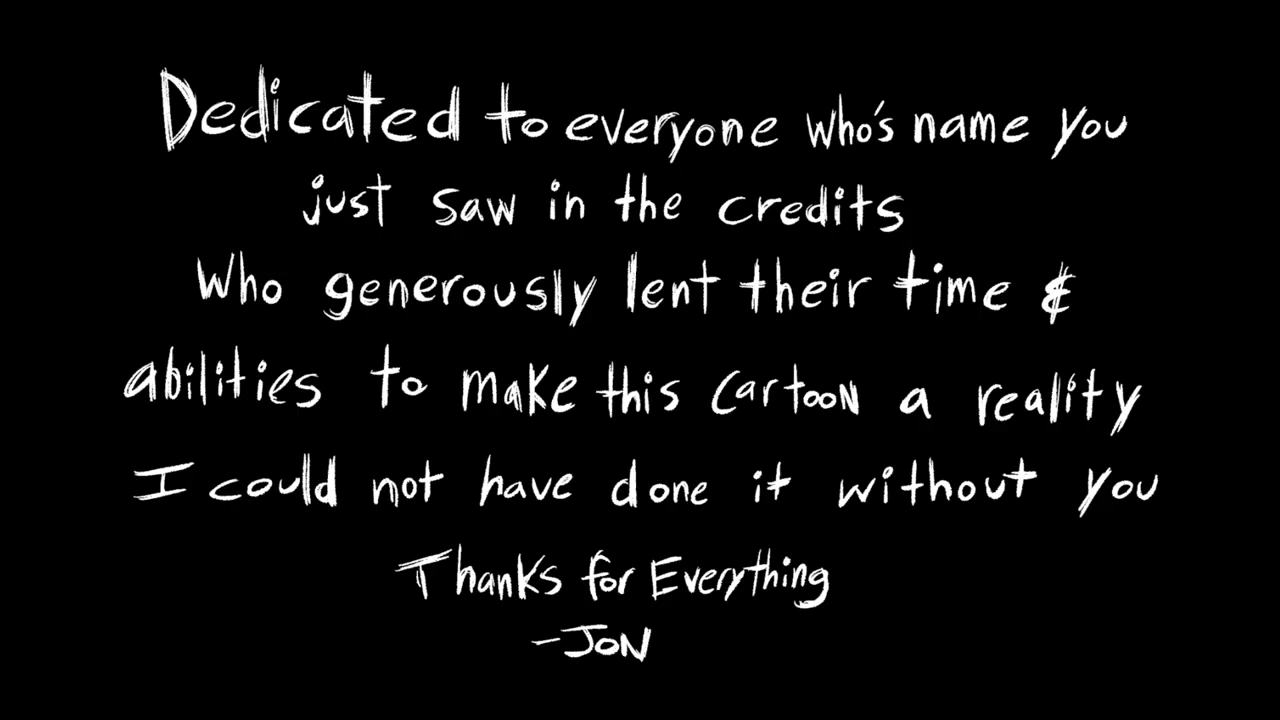 Dedicated to everyone who's name you
just saw in the credits
Who generously lent their time &
abilities to make this cartoon a reality
I could not have done it without you
Thanks for Everything
-JON